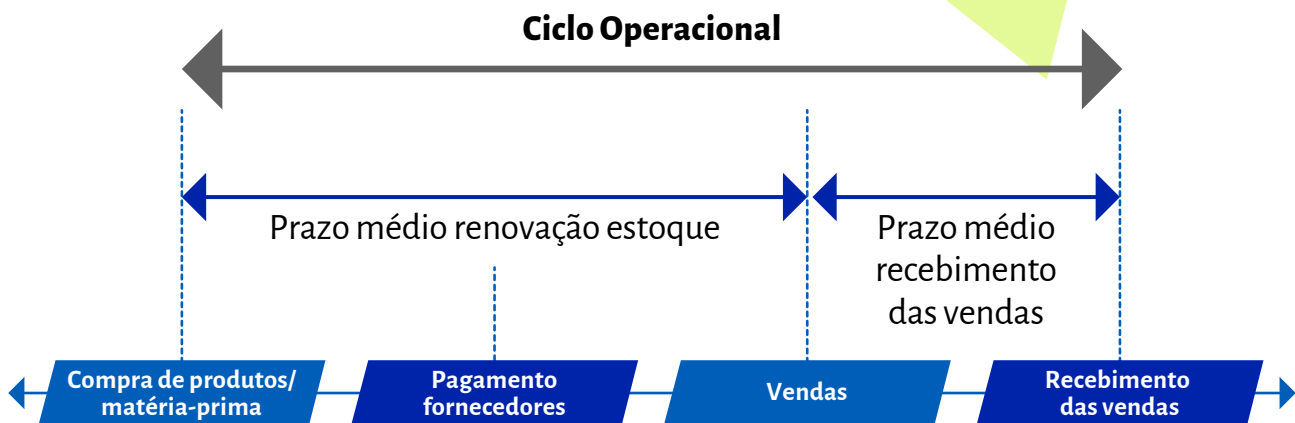 Ciclo Operacional
Prazo médio renovação estoque
Prazo médio
recebimento
das vendas
Compra de produtos/
matéria-prima
Pagamento
fornecedores
Vendas
Recebimento
das vendas